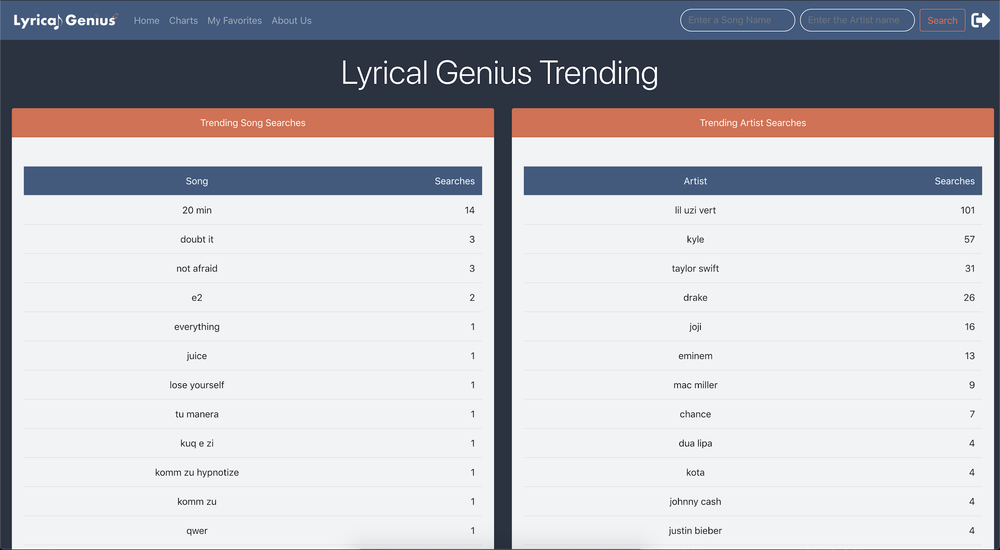 Lyrical Genius Home Charts My Favorites About Us Enter a Song Name Enter the Artist name Search
Lyrical Genius Trending
Trending Song Searches
Song Searches
20 min 14
doubt it 3
not afraid 3
e2 2
everything 1
juice 1
lose yourself 1
tu manera 1
kuq e zi 1
komm zu hypnotize 1
komm zu 1
qwer 1
Trending Artist Searches
Artist Searches
lil uzi vert 101
kyle 57
taylor swift 31
drake 26
joji 16
eminem 13
mac miller 9
chance 7
dua lipa 4
kota 4
johnny cash 4
justin bieber 4